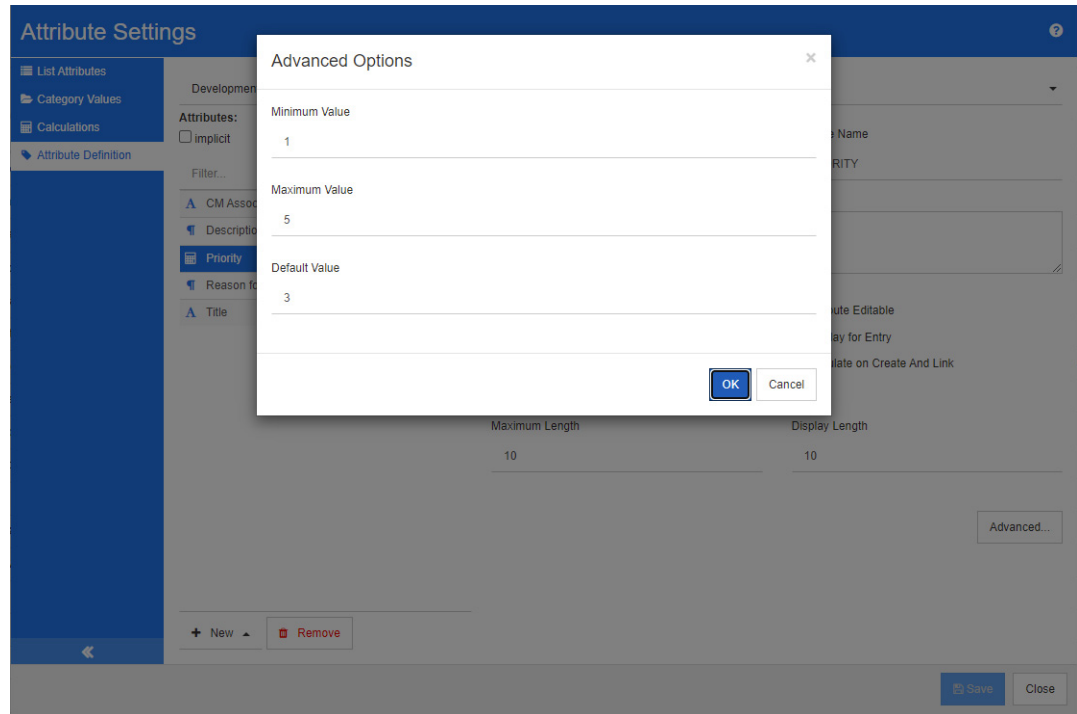 Attribute Settings
Advanced Options
×
List Attributes
Category Values
Calculations
Attribute Definition
Developmen
Attributes:
implicit
Filter...
CM Assoc
Descriptio
Priority
Reason fo
Title
Minimum Value
1
Maximum Value
5
Default Value
3
OK
Cancel
Name
RITY
ute Editable
lay for Entry
late on Create And Link
Maximum Length
10
Display Length
10
Advanced...
New
Remove
Save
Close